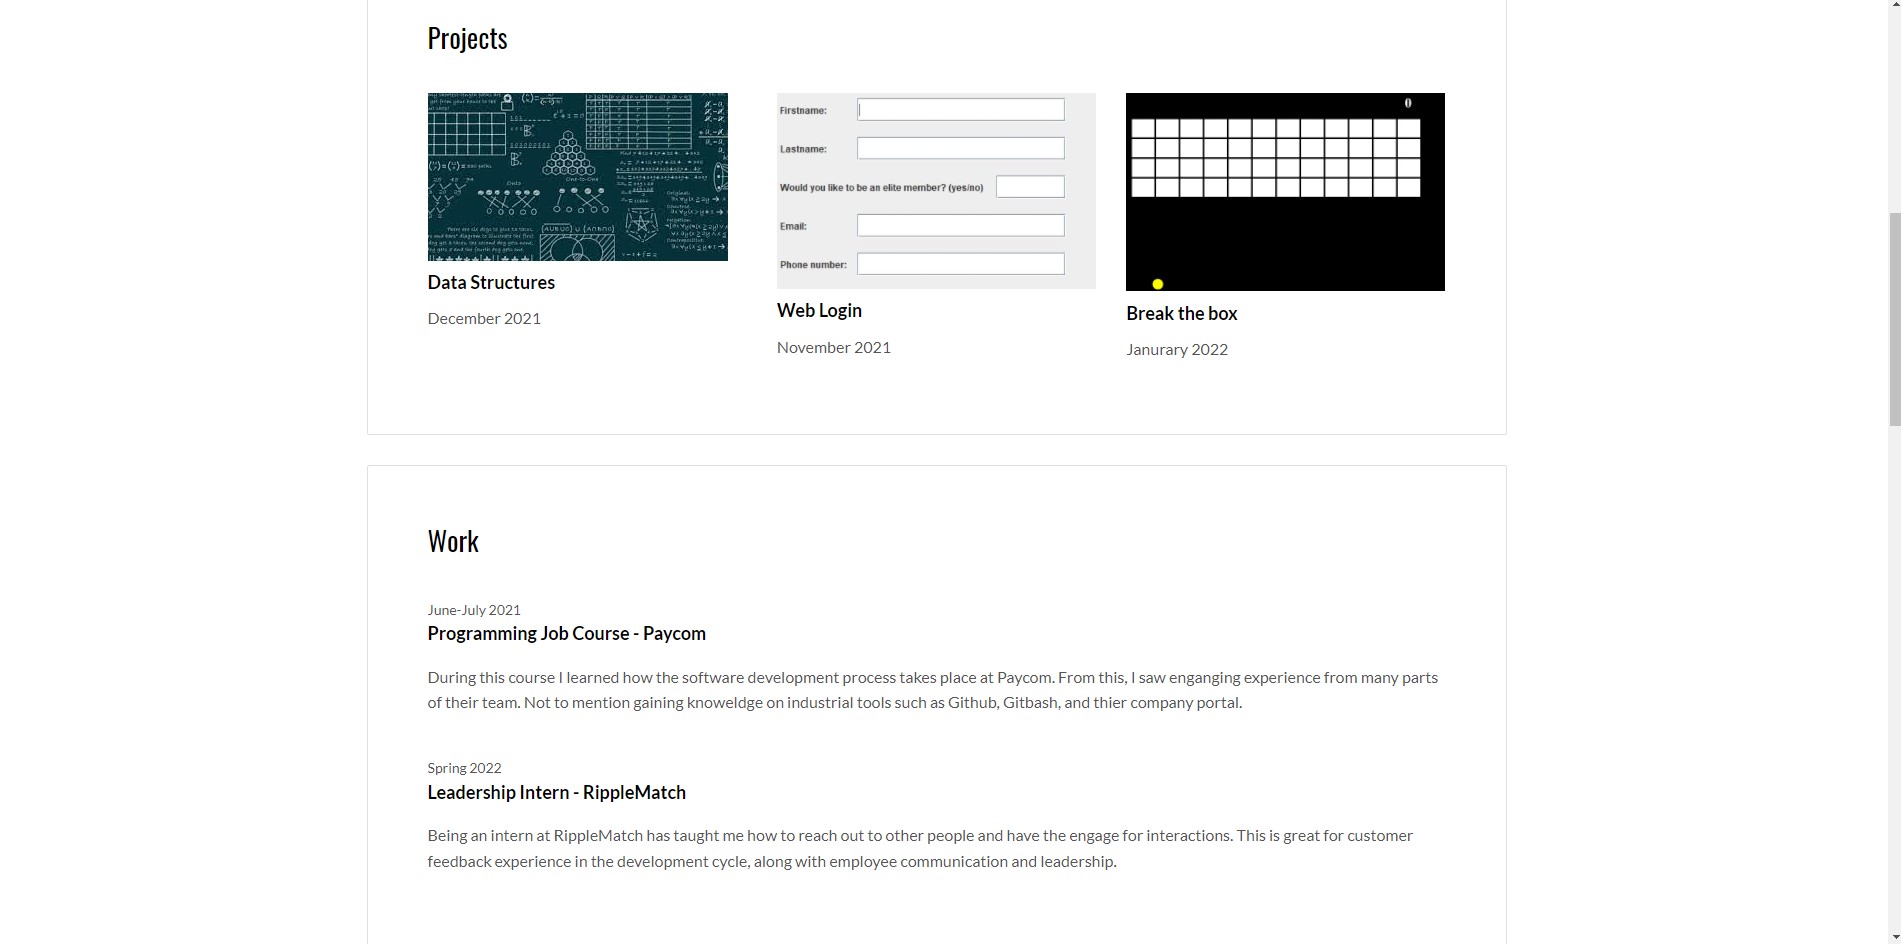 Projects
One-to-One
Onto
Data Structures
December 2021
Firstname:
Lastname:
Would you like to be an elite member? (yes/no)
Email:
Phone number:
Web Login
November 2021
0
Break the box
Janurary 2022
Work
June-July 2021
Programming Job Course - Paycom
During this course I learned how the software development process takes place at Paycom. From this, I saw enganging experience from many parts
of their team. Not to mention gaining knoweldge on industrial tools such as Github, Gitbash, and thier company portal.
Spring 2022
Leadership Intern - RippleMatch
Being an intern at RippleMatch has taught me how to reach out to other people and have the engage for interactions. This is great for customer
feedback experience in the development cycle, along with employee communication and leadership.